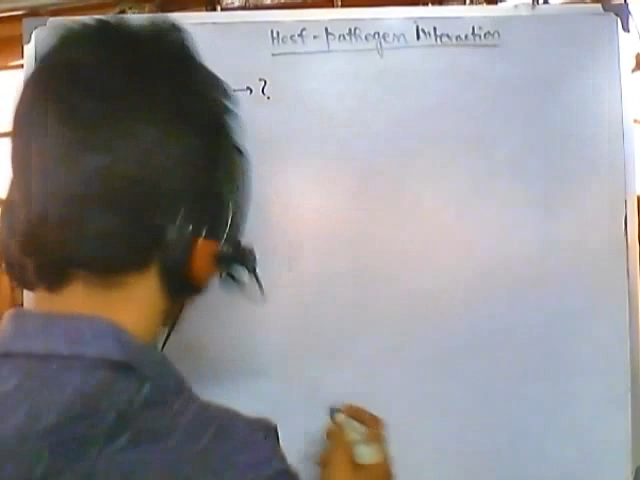 Host-pathogen Interaction
→ ?